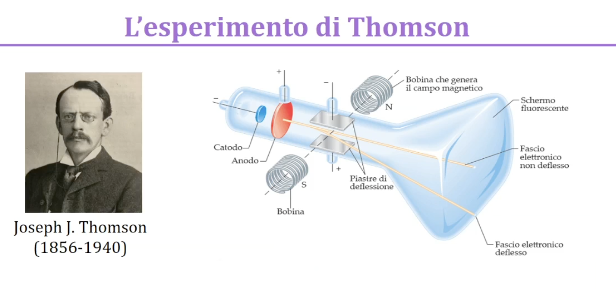 L'esperimento di Thomson
Joseph J. Thomson
(1856-1940)
−
+
−
Bobina che genera
il campo magnetico
N
Schermo
fluorescente
Catodo
Anodo
Fascio
elettronico
non deflesso
+
Piastre di
deflessione
S
Bobina
Fascio elettronico
deflesso